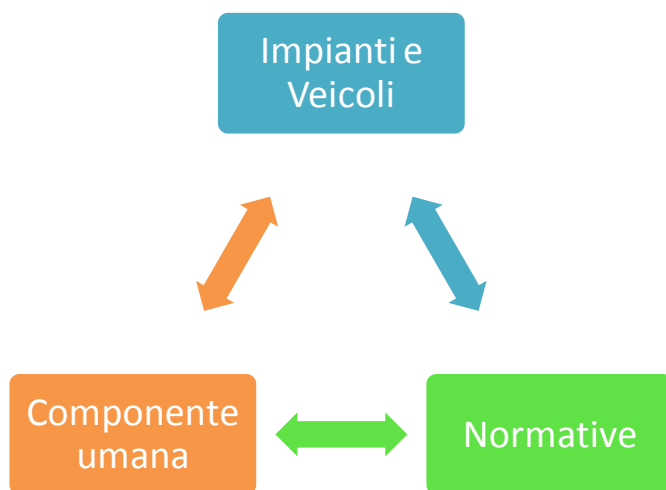 Impianti e
Veicoli
Componente
umana
Normative